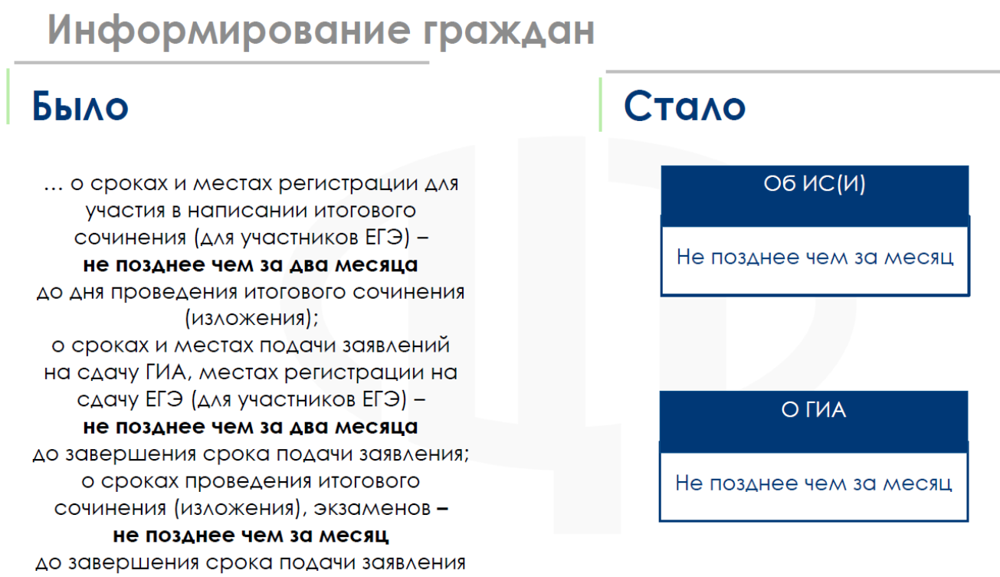 Информирование граждан
Было
… о сроках и местах регистрации для
участия в написании итогового
сочинения (для участников ЕГЭ) –
не позднее чем за два месяца
до дня проведения итогового сочинения
(изложения);
о сроках и местах подачи заявлений
на сдачу ГИА, местах регистрации на
сдачу ЕГЭ (для участников ЕГЭ) –
не позднее чем за два месяца
до завершения срока подачи заявления;
о сроках проведения итогового
сочинения (изложения), экзаменов –
не позднее чем за месяц
до завершения срока подачи заявления
Стало
Об ИС(И)
Не позднее чем за месяц
О ГИА
Не позднее чем за месяц